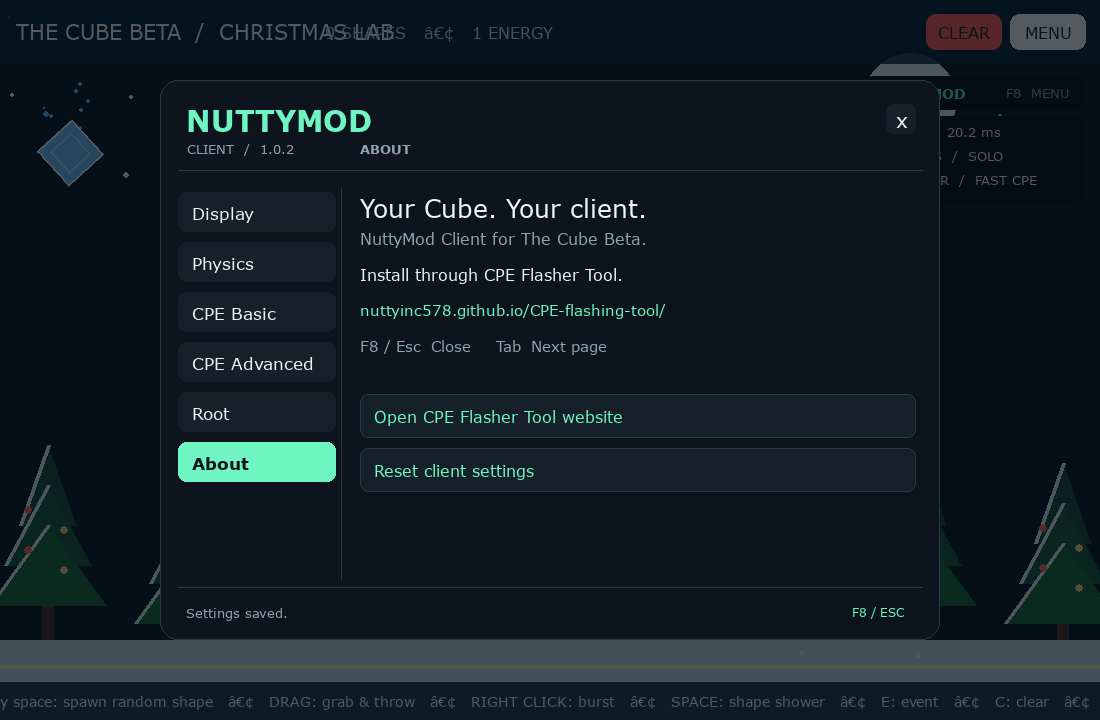 THE CUBE BETA / CHRISTMAS LAB
SHAPES â€¢ 1 ENERGY
CLEAR
MENU
F8 MENU
20.2 ms
/ SOLO
/ FAST CPE
NUTTYMOD
x
CLIENT / 1.0.2
ABOUT
Display
Physics
CPE Basic
CPE Advanced
Root
About
Your Cube. Your client.
NuttyMod Client for The Cube Beta.
Install through CPE Flasher Tool.
nuttyinc578.github.io/CPE-flashing-tool/
F8 / Esc Close Tab Next page
Open CPE Flasher Tool website
Reset client settings
Settings saved.
F8 / ESC
y space: spawn random shape â€¢ DRAG: grab & throw â€¢ RIGHT CLICK: burst â€¢ SPACE: shape shower â€¢ E: event â€¢ C: clear â€¢